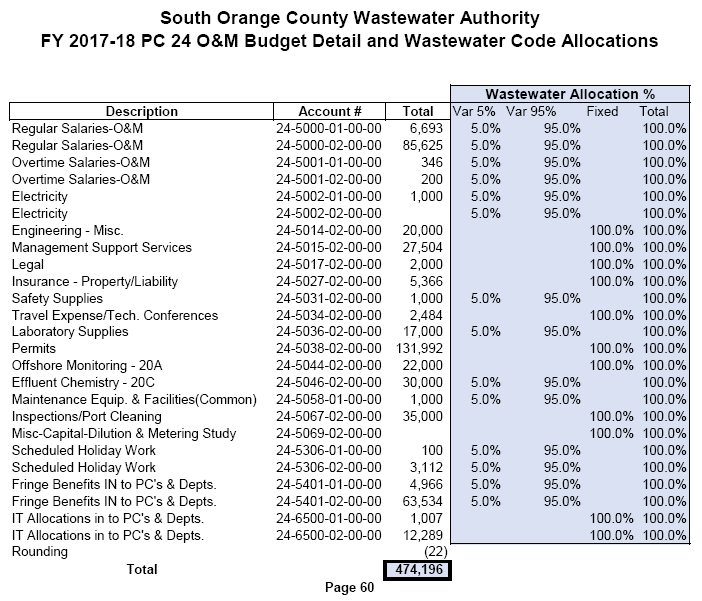 South Orange County Wastewater Authority
FY 2017-18 PC 24 O&M Budget Detail and Wastewater Code Allocations
Wastewater Allocation %
Description Account # Total Var 5% Var 95% Fixed Total
Regular Salaries-O&M 24-5000-01-00-00 6,693 5.0% 95.0% 100.0%
Regular Salaries-O&M 24-5000-02-00-00 85,625 5.0% 95.0% 100.0%
Overtime Salaries-O&M 24-5001-01-00-00 346 5.0% 95.0% 100.0%
Overtime Salaries-O&M 24-5001-02-00-00 200 5.0% 95.0% 100.0%
Electricity 24-5002-01-00-00 1,000 5.0% 95.0% 100.0%
Electricity 24-5002-02-00-00 5.0% 95.0% 100.0%
Engineering - Misc. 24-5014-02-00-00 20,000 100.0% 100.0%
Management Support Services 24-5015-02-00-00 27,504 100.0% 100.0%
Legal 24-5017-02-00-00 2,000 100.0% 100.0%
Insurance - Property/Liability 24-5027-02-00-00 5,366 100.0% 100.0%
Safety Supplies 24-5031-02-00-00 1,000 5.0% 95.0% 100.0%
Travel Expense/Tech. Conferences 24-5034-02-00-00 2,484 100.0% 100.0%
Laboratory Supplies 24-5036-02-00-00 17,000 5.0% 95.0% 100.0%
Permits 24-5038-02-00-00 131,992 100.0% 100.0%
Offshore Monitoring - 20A 24-5044-02-00-00 22,000 100.0% 100.0%
Effluent Chemistry - 20C 24-5046-02-00-00 30,000 5.0% 95.0% 100.0%
Maintenance Equip. & Facilities(Common) 24-5058-01-00-00 1,000 5.0% 95.0% 100.0%
Inspections/Port Cleaning 24-5067-02-00-00 35,000 100.0% 100.0%
Misc-Capital-Dilution & Metering Study 24-5069-02-00-00 100.0% 100.0%
Scheduled Holiday Work 24-5306-01-00-00 100 5.0% 95.0% 100.0%
Scheduled Holiday Work 24-5306-02-00-00 3,112 5.0% 95.0% 100.0%
Fringe Benefits IN to PC's & Depts. 24-5401-01-00-00 4,966 5.0% 95.0% 100.0%
Fringe Benefits IN to PC's & Depts. 24-5401-02-00-00 63,534 5.0% 95.0% 100.0%
IT Allocations in to PC's & Depts. 24-6500-01-00-00 1,007 100.0% 100.0%
IT Allocations in to PC's & Depts. 24-6500-02-00-00 12,289 100.0% 100.0%
Rounding (22)
Total 474,196
Page 60